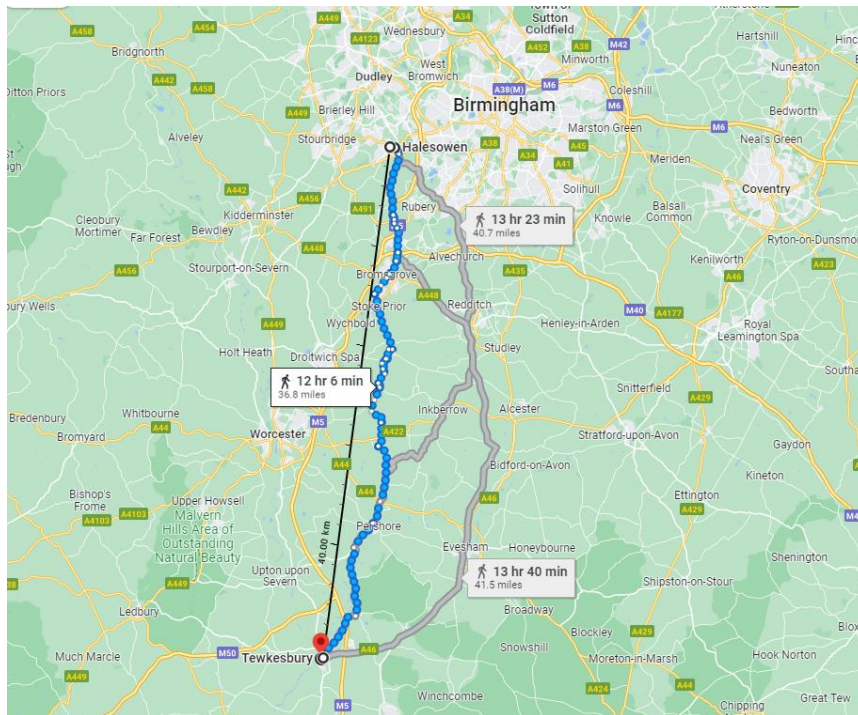 Town of
Sutton
Coldfield
A458
A454
A449
Wednesbury
A452
A38
M42
Hartshill
Bridgnorth
A4123
West
Bromwich
Minworth
Nuneaton
A442
A458
Dudley
A38(M)
M6
Coleshill
M6
Ditton Priors
A449
Brierley Hill
Birmingham
Bedworth
Alveley
Stourbridge
Halesowen
A38
Marston Green
M6
Neal's Green
A34
A45
A41
Meriden
A442
A456
Solihull
Coventry
Cleobury
Mortimer
Kidderminster
A491
Rubery
13 hr 23 min
40.7 miles
Knowle
Balsall
Common
Far Forest
Bewdley
A448
Alvechurch
Kenilworth
Ryton-on-Dunsmore
A456
Stourport-on-Severn
Bromsgrove
A435
A46
A423
A448
Stoke Prior
Redditch
M40
A4177
Royal
Leamington Spa
A449
Wychbold
Henley-in-Arden
Holt Heath
Droitwich Spa
Studley
12 hr 6 min
36.8 miles
Snitterfield
A429
Bredenbury
Whitbourne
M5
Inkberrow
Alcester
Bromyard
A44
Worcester
A422
Stratford-upon-Avon
Gaydon
A44
Bidford-on-Avon
Kineton
Bishop's
Frome
A4103
A4103
Upper Howsell
A44
A46
Ettington
A429
Malvern
Hills Area of
Outstanding
Natural Beauty
Pershore
40.00 km
Evesham
Honeybourne
Shenington
Upton upon
Severn
13 hr 40 min
41.5 miles
Shipston-on-Stour
A449
Ledbury
Broadway
Blockley
A429
Much Marcle
M50
Tewkesbury
A46
Snowshill
Moreton-in-Marsh
Hook Norton
A449
M5
Winchcombe
A424
A44
Chipping
Great Tew